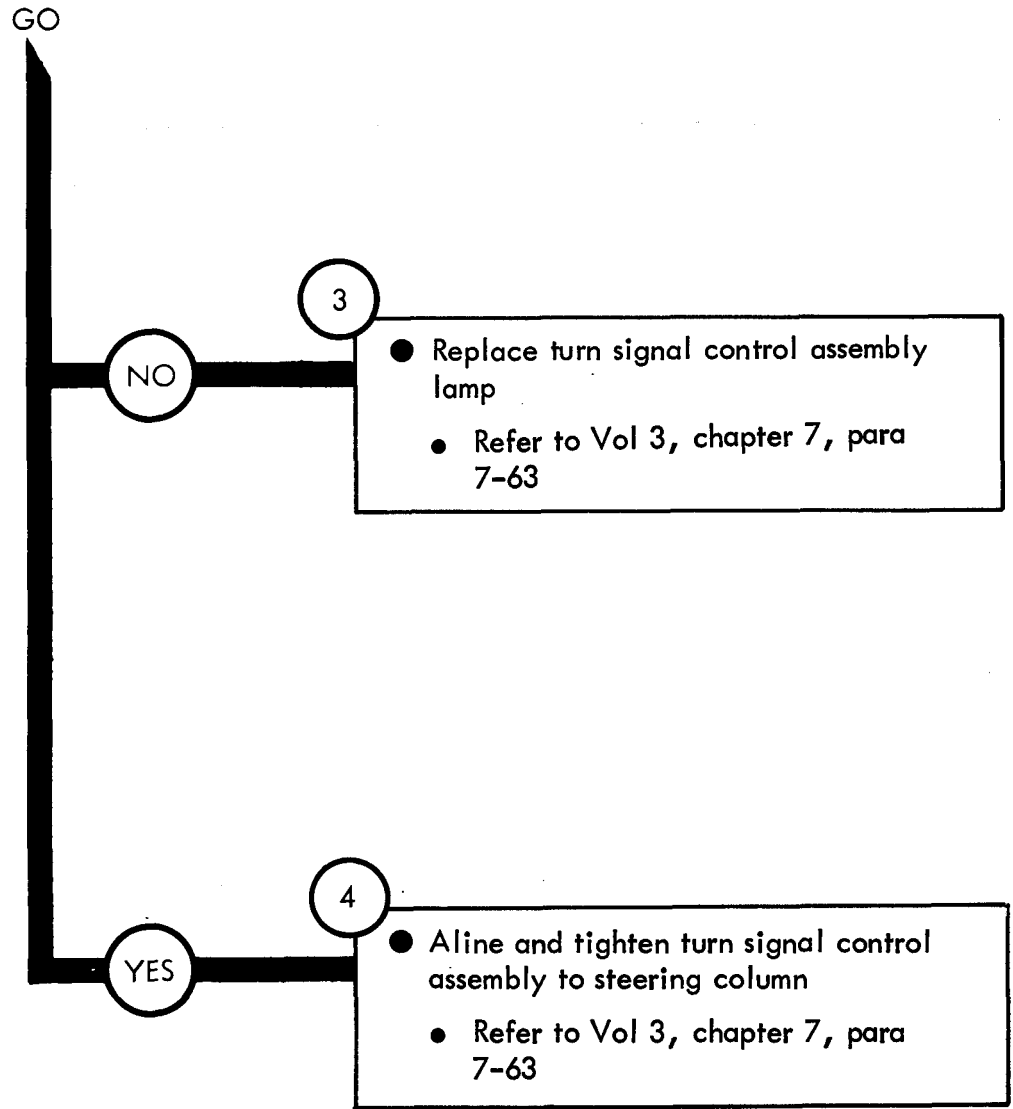 GO
3
NO
● Replace turn signal control assembly
lamp
● Refer to Vol 3, chapter 7, para
7-63
4
YES
● Aline and tighten turn signal control
assembly to steering column
● Refer to Vol 3, chapter 7, para
7-63